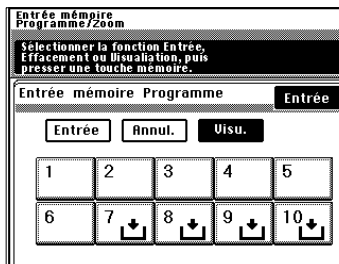 Entrée mémoire
Programme/Zoom
Sélectionner la fonction Entrée,
Effacement ou Visualiation, puis
presser une touche mémoire.
Entrée mémoire Programme
Entrée
Entrée Annul. Visu.
1 2 3 4 5
6 7 8 9 10